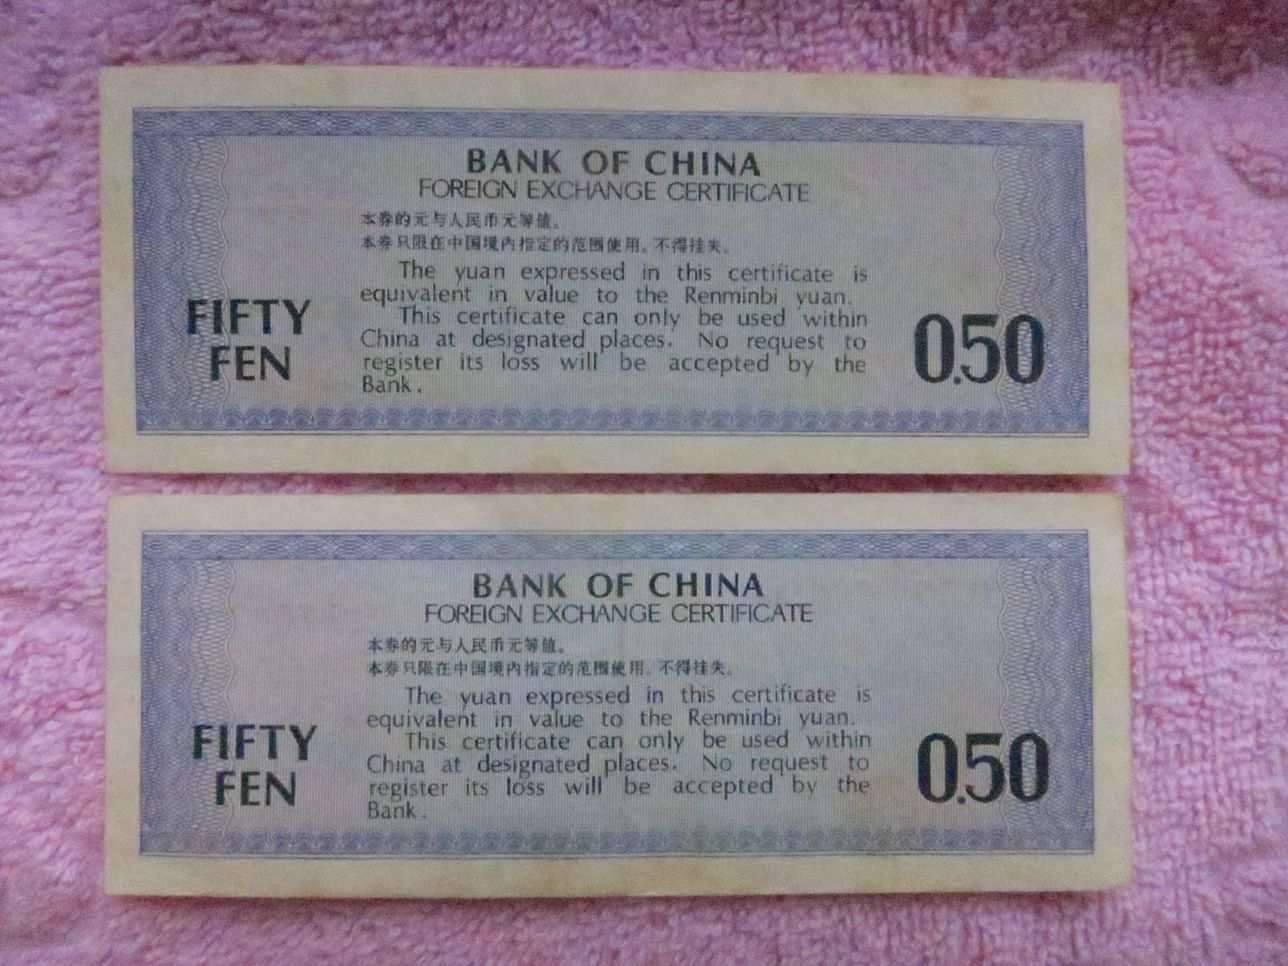 BANK OF CHINA
FOREIGN EXCHANGE CERTIFICATE
本券的元与人民币元等值。
本券只限在中国境内指定的范围使用。不得挂失。
The yuan expressed in this certificate is
equivalent in value to the Renminbi yuan.
This certificate can only be used within
China at designated places. No request to
register its loss will be accepted by the
Bank.
FIFTY
FEN
0.50
BANK OF CHINA
FOREIGN EXCHANGE CERTIFICATE
本券的元与人民币元等值。
本券只限在中国境内指定的范围使用。不得挂失。
The yuan expressed in this certificate is
equivalent in value to the Renminbi yuan.
This certificate can only be used within
China at designated places. No request to
register its loss will be accepted by the
Bank.
FIFTY
FEN
0.50